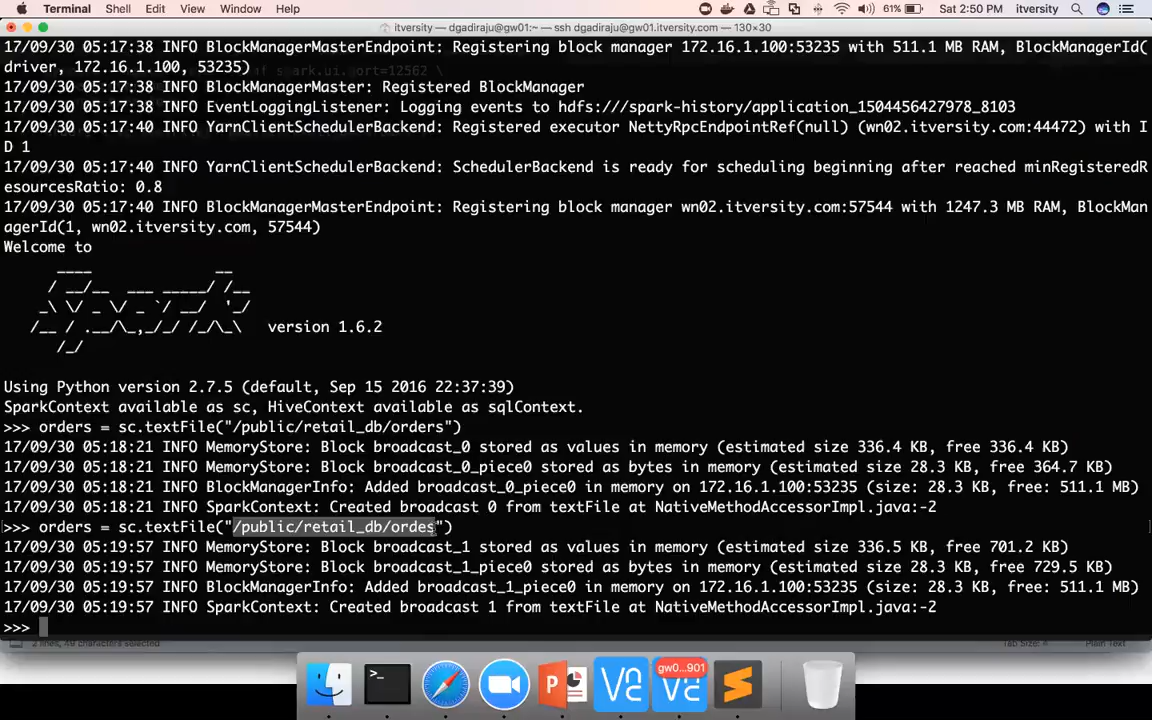 Terminal Shell Edit View Window Help 61% Sat 2:50 PM itversity
itversity — dgadiraju@gw01:~ — ssh dgadiraju@gw01.itversity.com — 130×30
17/09/30 05:17:38 INFO BlockManagerMasterEndpoint: Registering block manager 172.16.1.100:53235 with 511.1 MB RAM, BlockManagerId(
driver, 172.16.1.100, 53235)
17/09/30 05:17:38 INFO BlockManagerMaster: Registered BlockManager
17/09/30 05:17:38 INFO EventLoggingListener: Logging events to hdfs:///spark-history/application_1504456427978_8103
17/09/30 05:17:40 INFO YarnClientSchedulerBackend: Registered executor NettyRpcEndpointRef(null) (wn02.itversity.com:44472) with I
D 1
17/09/30 05:17:40 INFO YarnClientSchedulerBackend: SchedulerBackend is ready for scheduling beginning after reached minRegisteredR
esourcesRatio: 0.8
17/09/30 05:17:40 INFO BlockManagerMasterEndpoint: Registering block manager wn02.itversity.com:57544 with 1247.3 MB RAM, BlockMan
agerId(1, wn02.itversity.com, 57544)
Welcome to
Spark version 1.6.2
Using Python version 2.7.5 (default, Sep 15 2016 22:37:39)
SparkContext available as sc, HiveContext available as sqlContext.
>>> orders = sc.textFile("/public/retail_db/orders")
17/09/30 05:18:21 INFO MemoryStore: Block broadcast_0 stored as values in memory (estimated size 336.4 KB, free 336.4 KB)
17/09/30 05:18:21 INFO MemoryStore: Block broadcast_0_piece0 stored as bytes in memory (estimated size 28.3 KB, free 364.7 KB)
17/09/30 05:18:21 INFO BlockManagerInfo: Added broadcast_0_piece0 in memory on 172.16.1.100:53235 (size: 28.3 KB, free: 511.1 MB)
17/09/30 05:18:21 INFO SparkContext: Created broadcast 0 from textFile at NativeMethodAccessorImpl.java:-2
>>> orders = sc.textFile("/public/retail_db/ordes")
17/09/30 05:19:57 INFO MemoryStore: Block broadcast_1 stored as values in memory (estimated size 336.5 KB, free 701.2 KB)
17/09/30 05:19:57 INFO MemoryStore: Block broadcast_1_piece0 stored as bytes in memory (estimated size 28.3 KB, free 729.5 KB)
17/09/30 05:19:57 INFO BlockManagerInfo: Added broadcast_1_piece0 in memory on 172.16.1.100:53235 (size: 28.3 KB, free: 511.1 MB)
17/09/30 05:19:57 INFO SparkContext: Created broadcast 1 from textFile at NativeMethodAccessorImpl.java:-2
>>>
2 lines, 49 characters selected Tab Size: 4 Plain Text
gw0...901